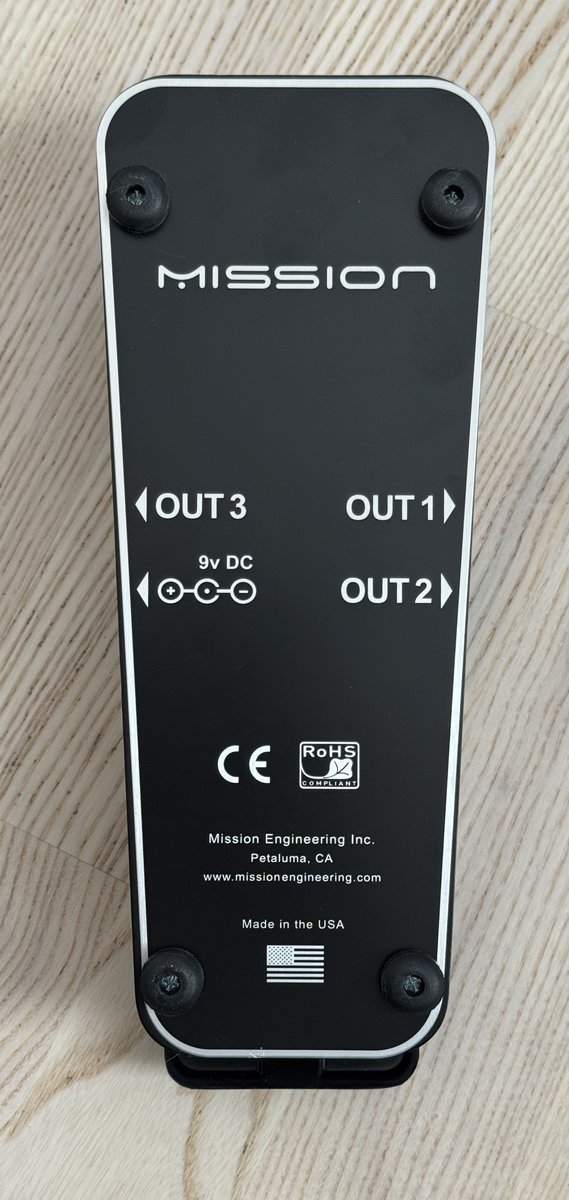 MISSION
OUT 3
OUT 1
9v DC
OUT 2
CE
RoHS
COMPLIANT
Mission Engineering Inc.
Petaluma, CA
www.missionengineering.com
Made in the USA